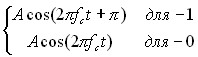 A cos(2πf_c t + π) для −1
A cos(2πf_c t) для −0